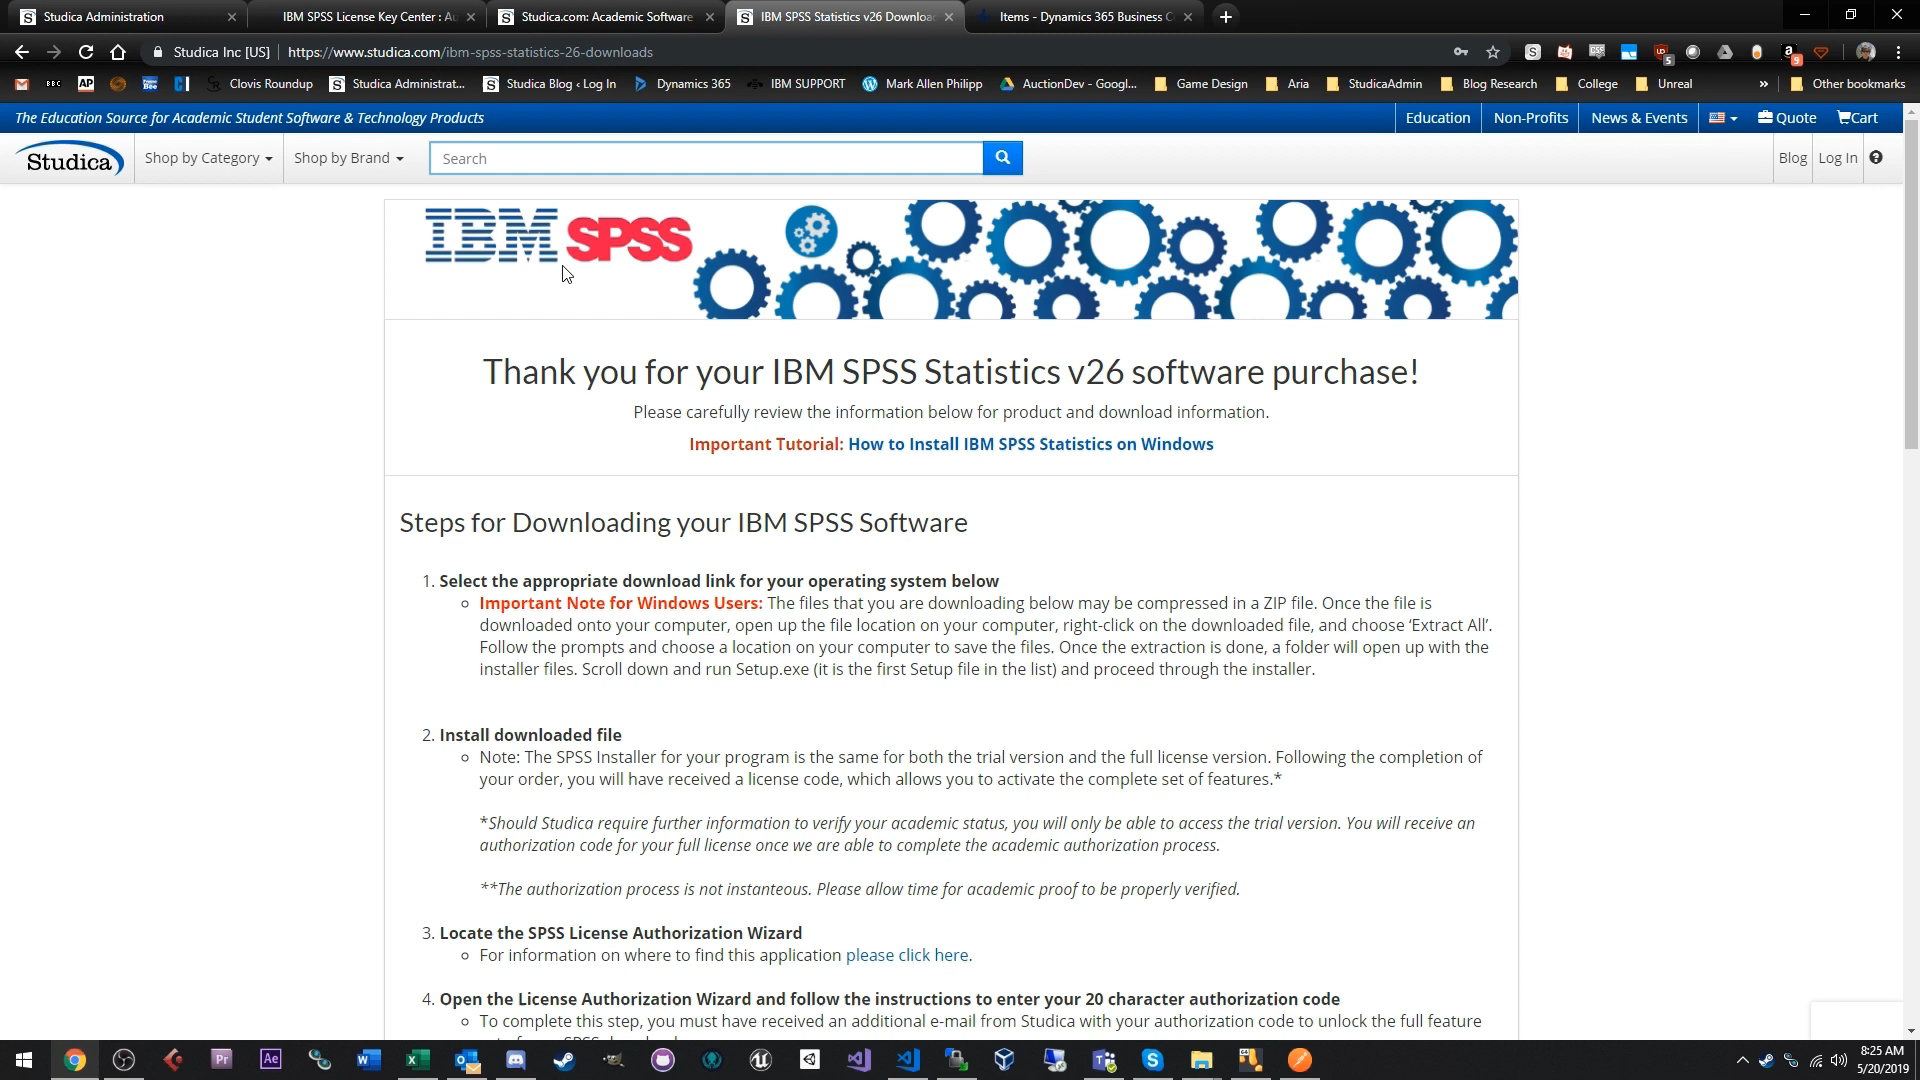 Studica Administration
IBM SPSS License Key Center : Au
Studica.com: Academic Software
IBM SPSS Statistics v26 Downloa
Items - Dynamics 365 Business C
Studica Inc [US] | https://www.studica.com/ibm-spss-statistics-26-downloads
BBC
AP
Clovis Roundup
Studica Administrat...
Studica Blog ‹ Log In
Dynamics 365
IBM SUPPORT
Mark Allen Philipp
AuctionDev - Googl...
Game Design
Aria
StudicaAdmin
Blog Research
College
Unreal
»
Other bookmarks
The Education Source for Academic Student Software & Technology Products
Education
Non-Profits
News & Events
Quote
Cart
Studica
Shop by Category
Shop by Brand
Search
Blog
Log In
IBM SPSS
Thank you for your IBM SPSS Statistics v26 software purchase!
Please carefully review the information below for product and download information.
Important Tutorial: How to Install IBM SPSS Statistics on Windows
Steps for Downloading your IBM SPSS Software
1. Select the appropriate download link for your operating system below
Important Note for Windows Users: The files that you are downloading below may be compressed in a ZIP file. Once the file is
downloaded onto your computer, open up the file location on your computer, right-click on the downloaded file, and choose ‘Extract All’.
Follow the prompts and choose a location on your computer to save the files. Once the extraction is done, a folder will open up with the
installer files. Scroll down and run Setup.exe (it is the first Setup file in the list) and proceed through the installer.
2. Install downloaded file
Note: The SPSS Installer for your program is the same for both the trial version and the full license version. Following the completion of
your order, you will have received a license code, which allows you to activate the complete set of features.*
*Should Studica require further information to verify your academic status, you will only be able to access the trial version. You will receive an
authorization code for your full license once we are able to complete the academic authorization process.
**The authorization process is not instanteous. Please allow time for academic proof to be properly verified.
3. Locate the SPSS License Authorization Wizard
For information on where to find this application please click here.
4. Open the License Authorization Wizard and follow the instructions to enter your 20 character authorization code
To complete this step, you must have received an additional e-mail from Studica with your authorization code to unlock the full feature
8:25 AM
5/20/2019